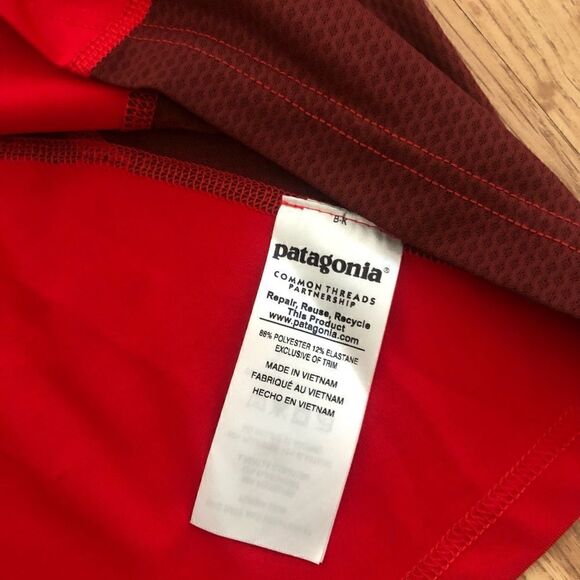 B-K
patagonia®
COMMON THREADS
PARTNERSHIP
Repair, Reuse, Recycle
This Product
www.patagonia.com
88% POLYESTER 12% ELASTANE
EXCLUSIVE OF TRIM
MADE IN VIETNAM
FABRIQUÉ AU VIETNAM
HECHO EN VIETNAM